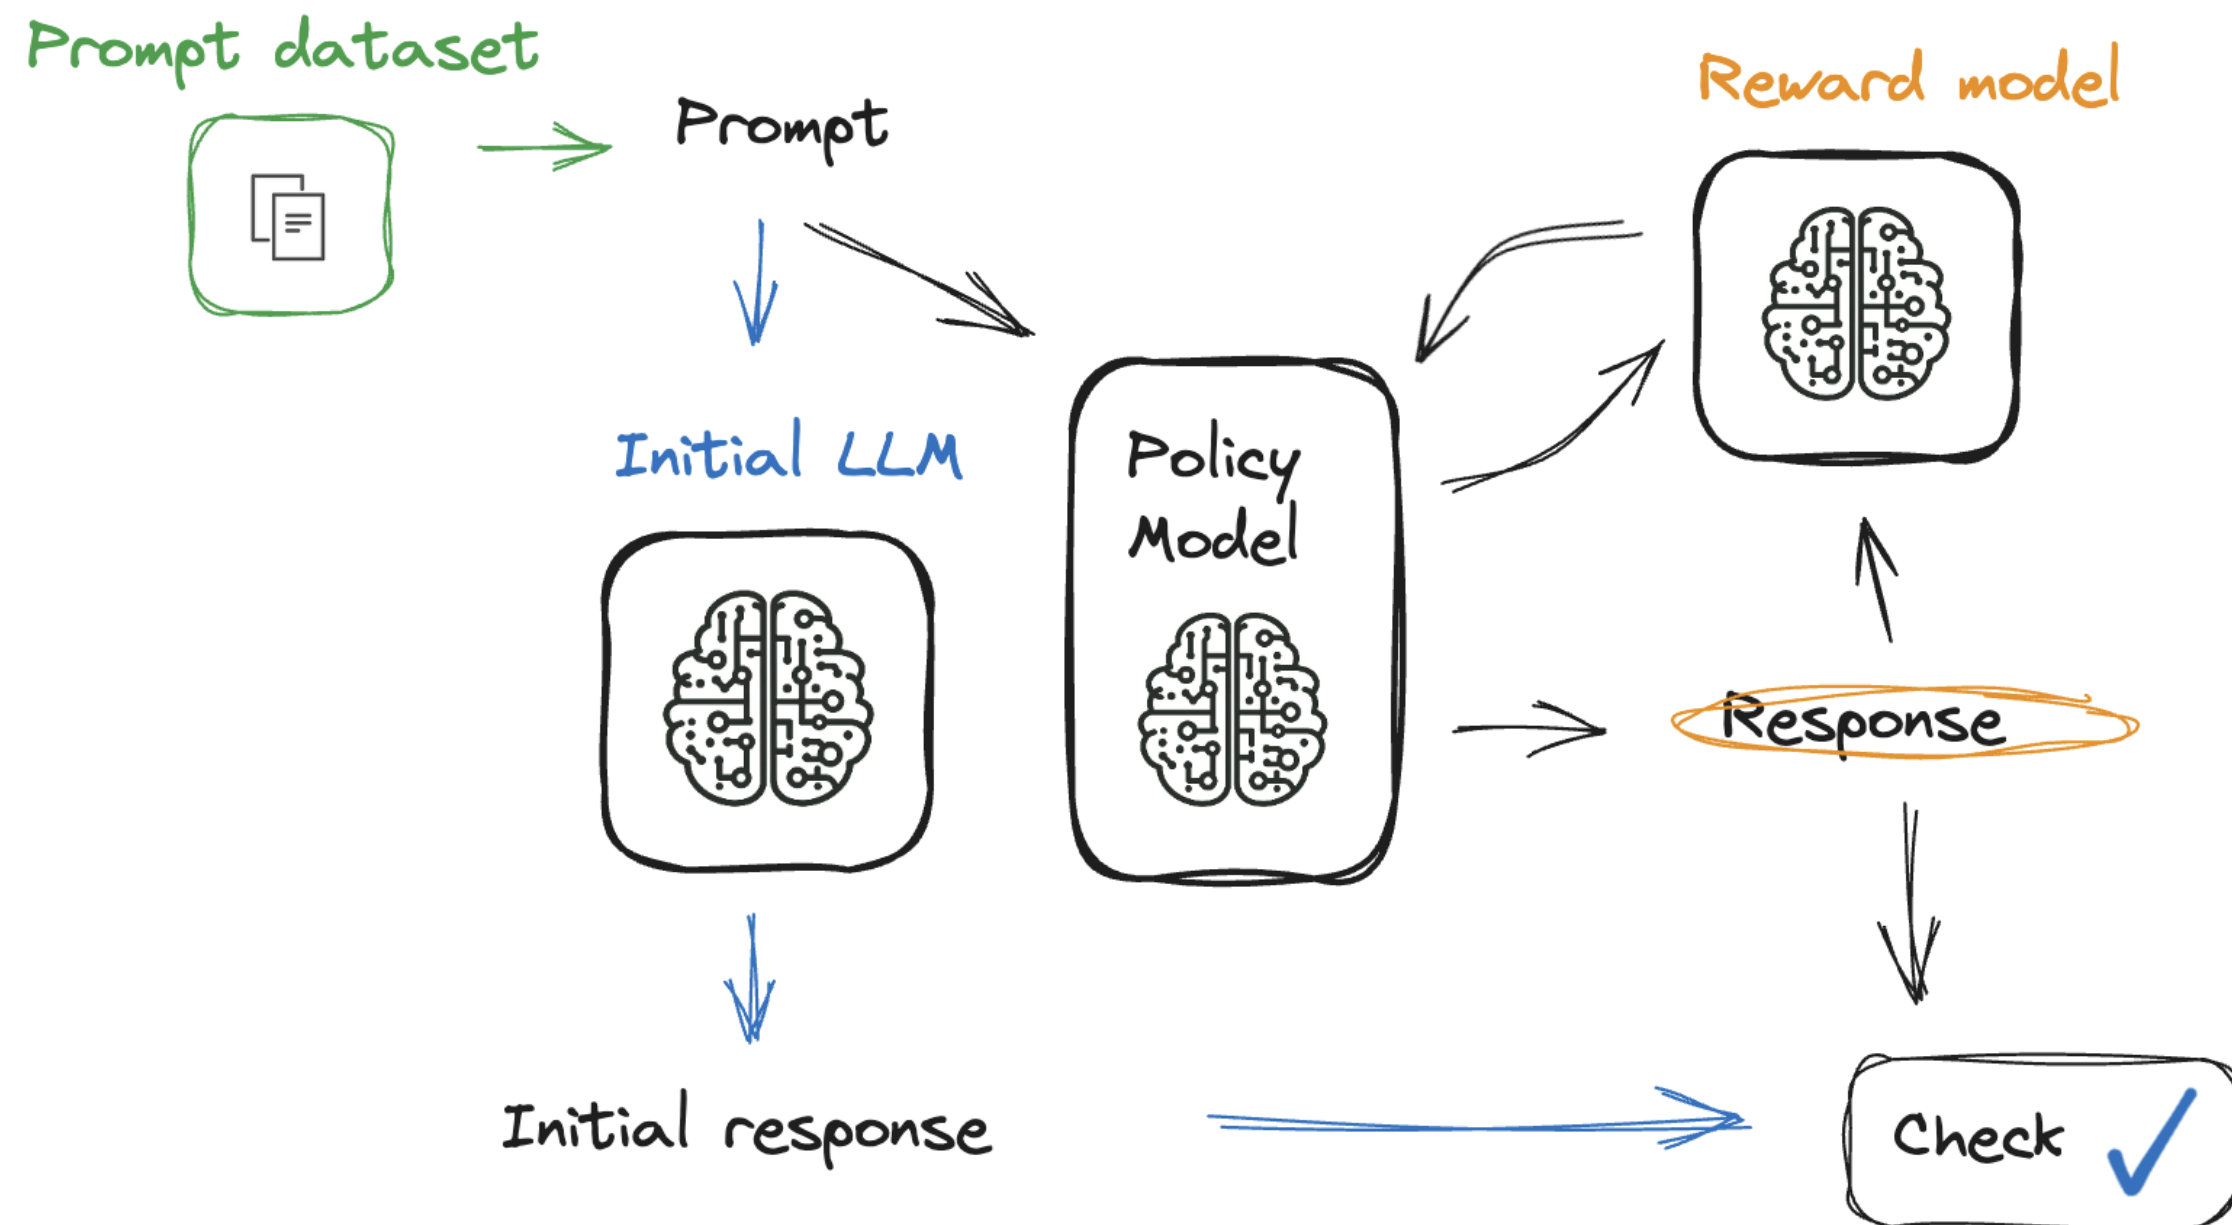 Prompt dataset
Prompt
Reward model
Initial LLM
Policy
Model
Response
Initial response
Check